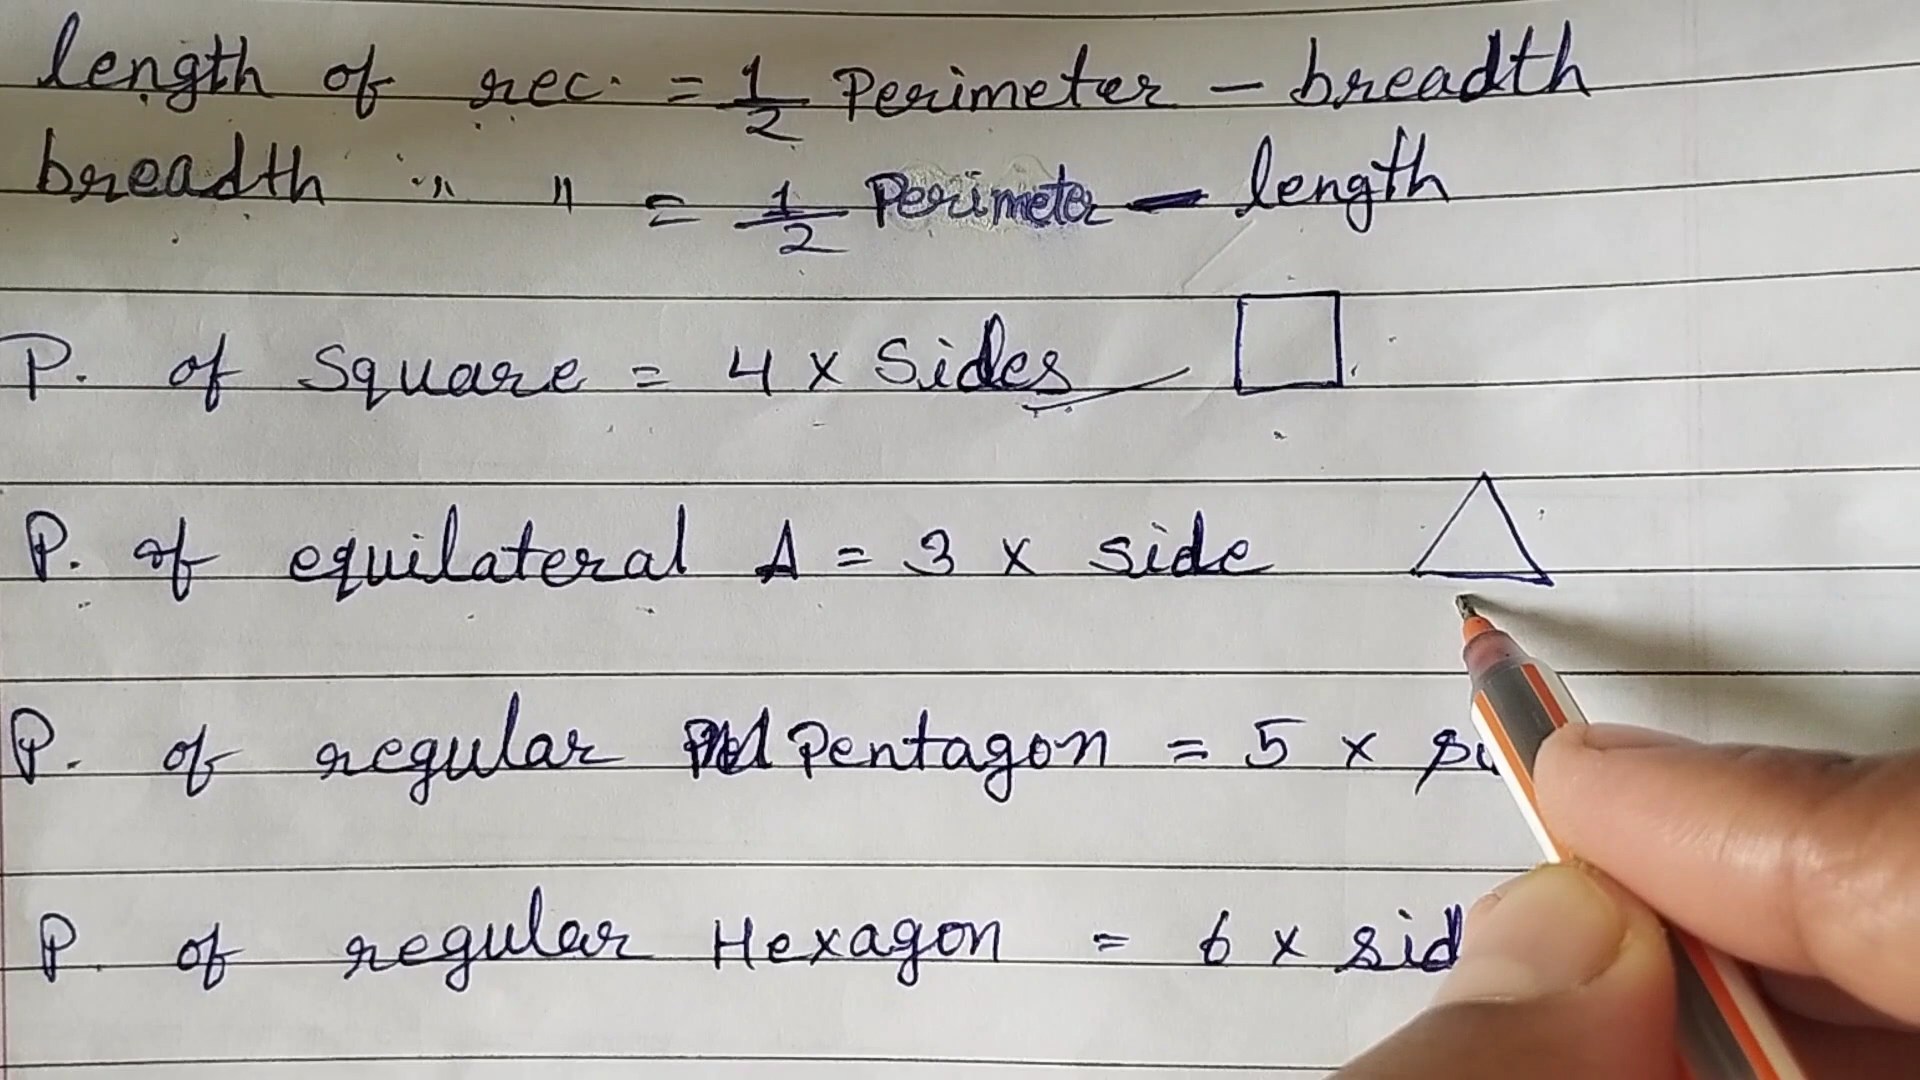 length of rec. = 1/2 Perimeter - breadth
breadth " " = 1/2 Perimeter - length
P. of Square = 4 x Sides
P. of equilateral Δ = 3 x side
P. of regular Pentagon = 5 x
P. of regular Hexagon = 6 x sid